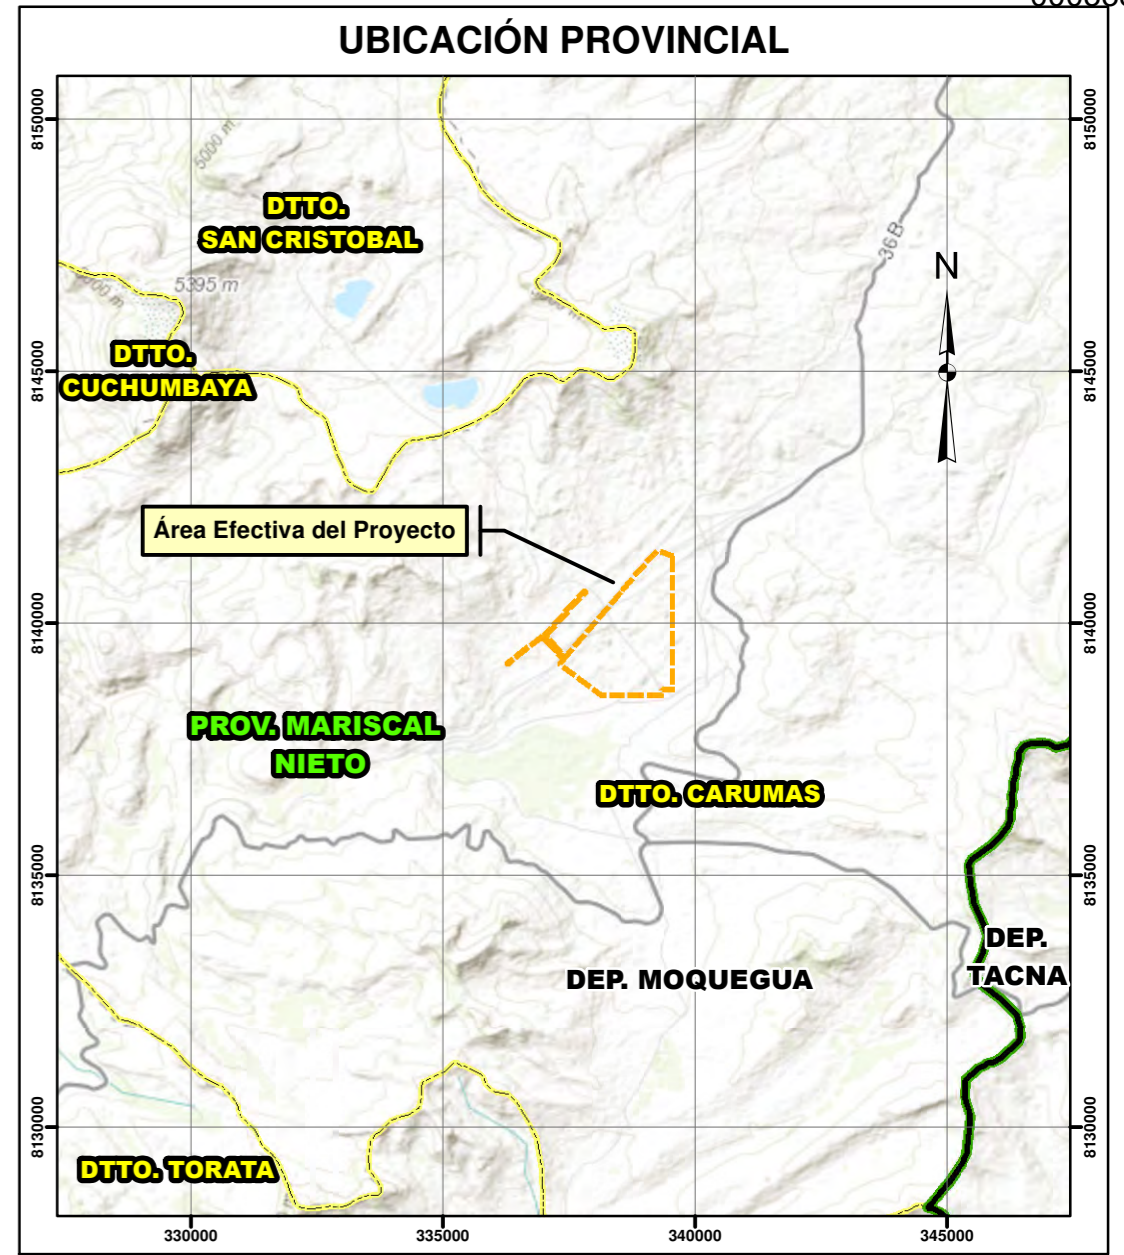 UBICACIÓN PROVINCIAL
8150000
8150000
5000 m
DTTO.
SAN CRISTOBAL
36B
N
5395 m
DTTO.
CUCHUMBAYA
8145000
8145000
Área Efectiva del Proyecto
8140000
8140000
PROV. MARISCAL
NIETO
DTTO. CARUMAS
8135000
8135000
DEP.
TACNA
DEP. MOQUEGUA
8130000
8130000
DTTO. TORATA
330000
335000
340000
345000